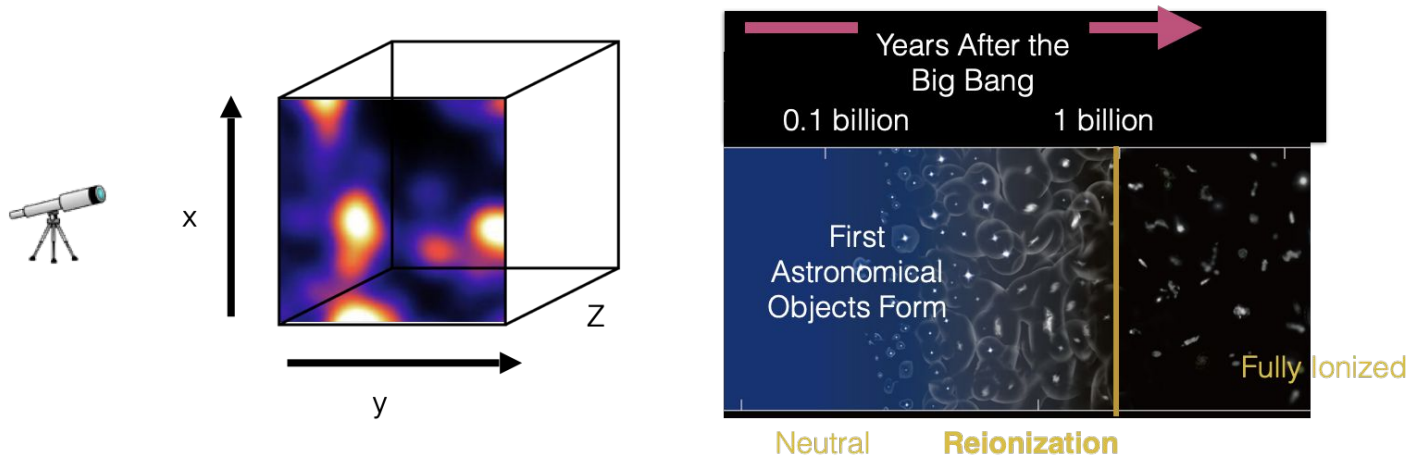 x
y
Z
Years After the
Big Bang
0.1 billion
1 billion
First
Astronomical
Objects Form
Fully Ionized
Neutral
Reionization